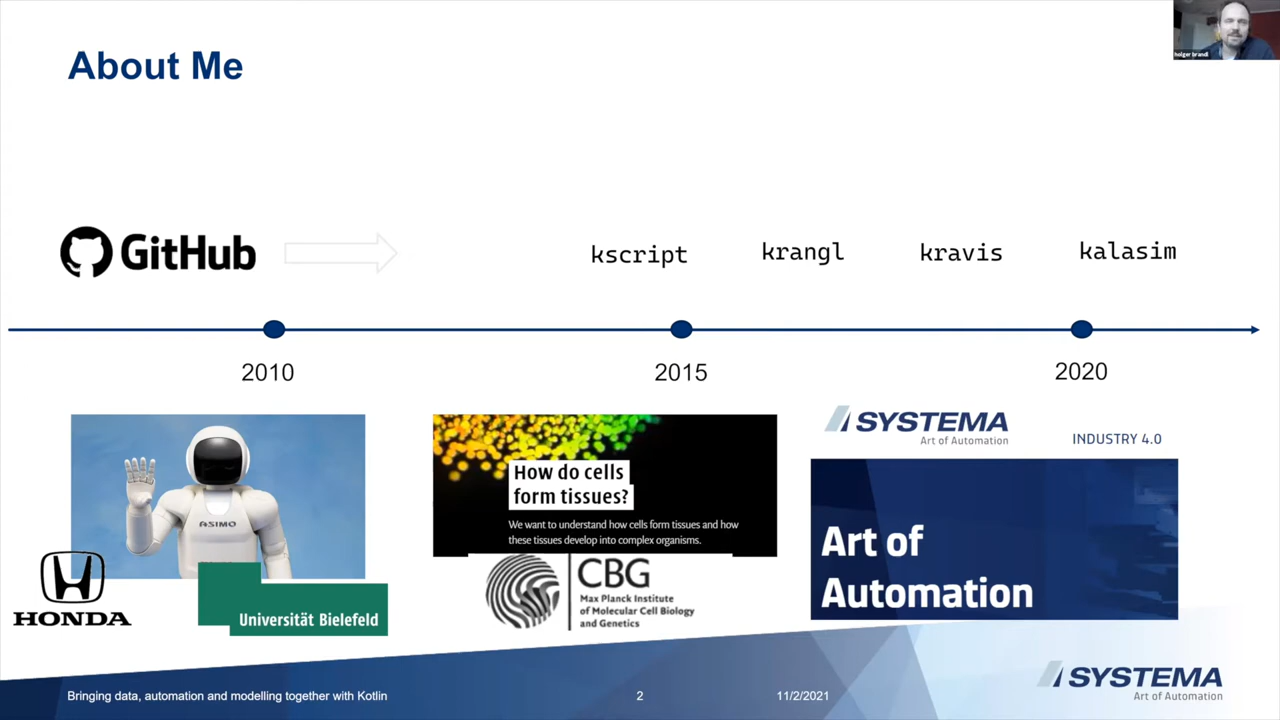 About Me
holger brandl
GitHub
kscript
krangl
kravis
kalasim
2010
2015
2020
ASIMO
HONDA
Universität Bielefeld
How do cells
form tissues?
We want to understand how cells form tissues and how
these tissues develop into complex organisms.
CBG
Max Planck Institute
of Molecular Cell Biology
and Genetics
SYSTEMA
Art of Automation
INDUSTRY 4.0
Art of
Automation
Bringing data, automation and modelling together with Kotlin
2
11/2/2021
SYSTEMA
Art of Automation